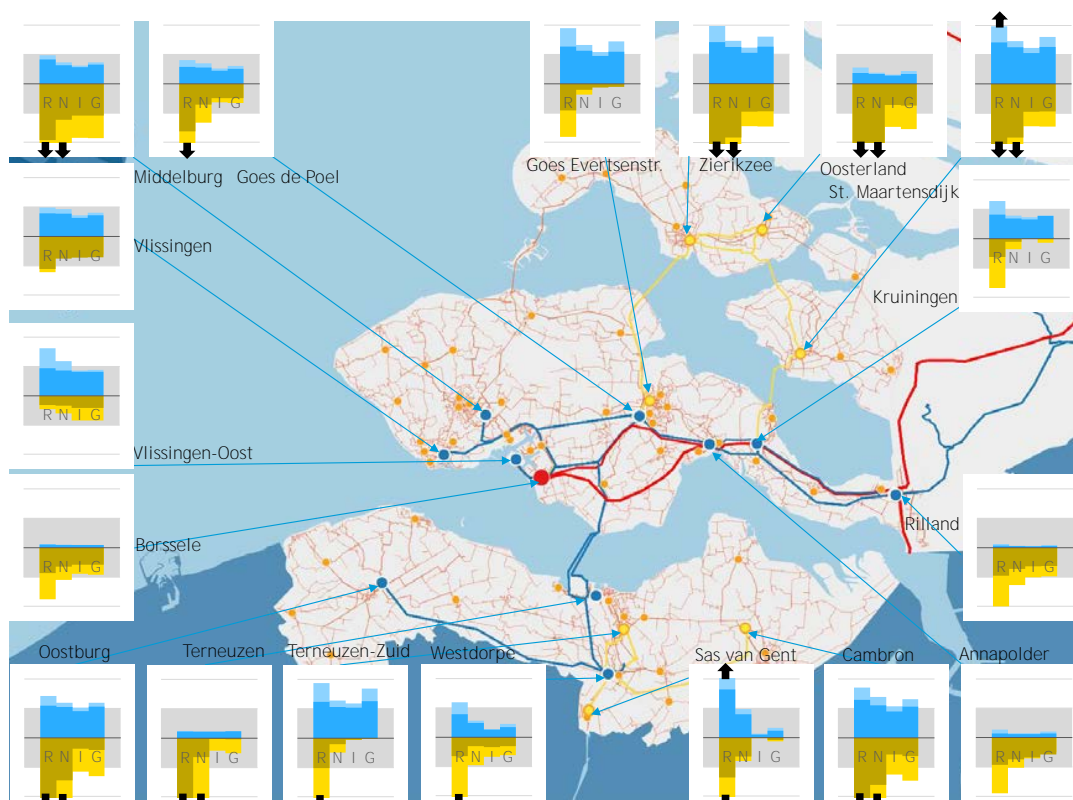 R N I G
R N I G
R N I G
R N I G
R N I G
R N I G
Middelburg
Goes de Poel
Goes Evertsenstr.
Zierikzee
Oosterland
St. Maartensdijk
R N I G
Vlissingen
R N I G
Kruiningen
R N I G
Vlissingen-Oost
Rilland
Borssele
R N I G
R N I G
Oostburg
Terneuzen
Terneuzen-Zuid
Westdorpe
Sas van Gent
Cambron
Annapolder
R N I G
R N I G
R N I G
R N I G
R N I G
R N I G
R N I G